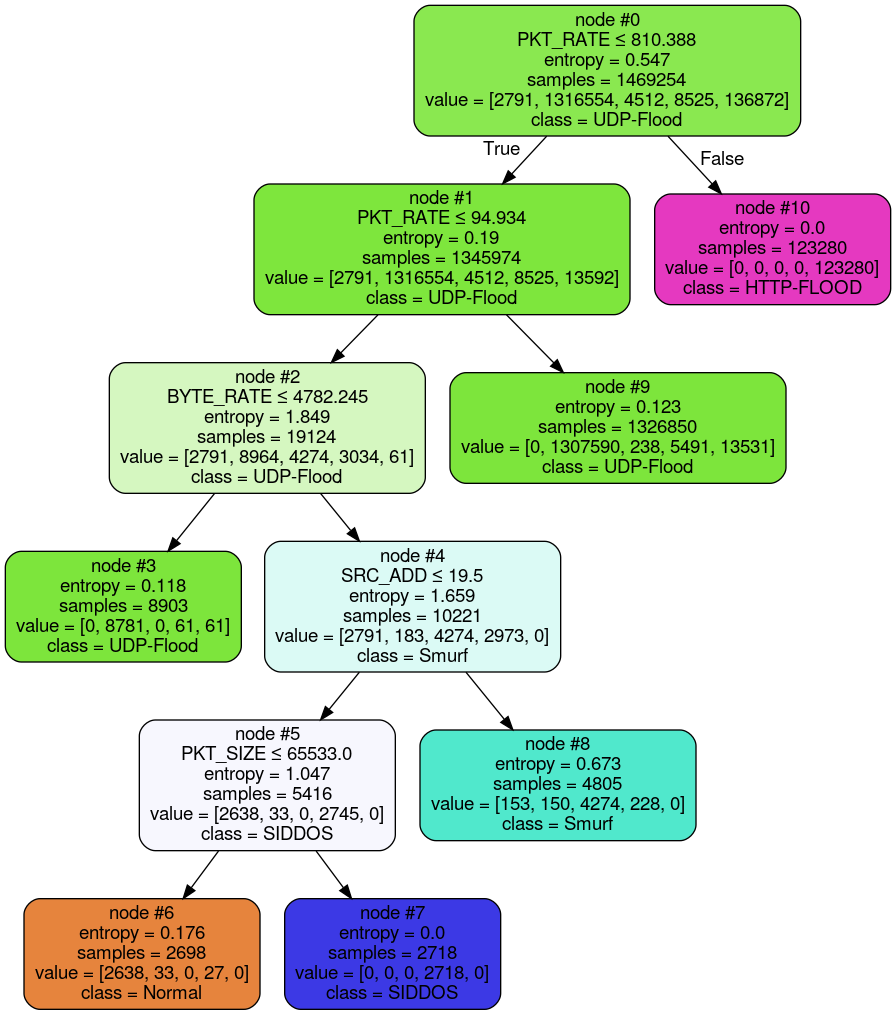 node #0
PKT_RATE ≤ 810.388
entropy = 0.547
samples = 1469254
value = [2791, 1316554, 4512, 8525, 136872]
class = UDP-Flood
True
False
node #1
PKT_RATE ≤ 94.934
entropy = 0.19
samples = 1345974
value = [2791, 1316554, 4512, 8525, 13592]
class = UDP-Flood
node #10
entropy = 0.0
samples = 123280
value = [0, 0, 0, 0, 123280]
class = HTTP-FLOOD
node #2
BYTE_RATE ≤ 4782.245
entropy = 1.849
samples = 19124
value = [2791, 8964, 4274, 3034, 61]
class = UDP-Flood
node #9
entropy = 0.123
samples = 1326850
value = [0, 1307590, 238, 5491, 13531]
class = UDP-Flood
node #3
entropy = 0.118
samples = 8903
value = [0, 8781, 0, 61, 61]
class = UDP-Flood
node #4
SRC_ADD ≤ 19.5
entropy = 1.659
samples = 10221
value = [2791, 183, 4274, 2973, 0]
class = Smurf
node #5
PKT_SIZE ≤ 65533.0
entropy = 1.047
samples = 5416
value = [2638, 33, 0, 2745, 0]
class = SIDDOS
node #8
entropy = 0.673
samples = 4805
value = [153, 150, 4274, 228, 0]
class = Smurf
node #6
entropy = 0.176
samples = 2698
value = [2638, 33, 0, 27, 0]
class = Normal
node #7
entropy = 0.0
samples = 2718
value = [0, 0, 0, 2718, 0]
class = SIDDOS